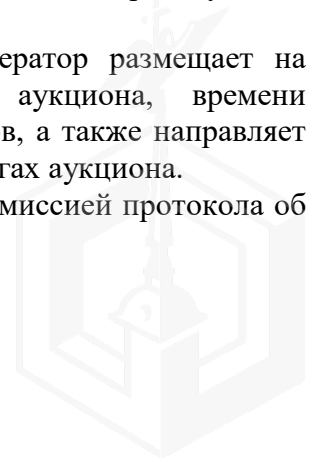 ератор размещает на
аукциона, времени
в, а также направляет
гах аукциона.
миссией протокола об